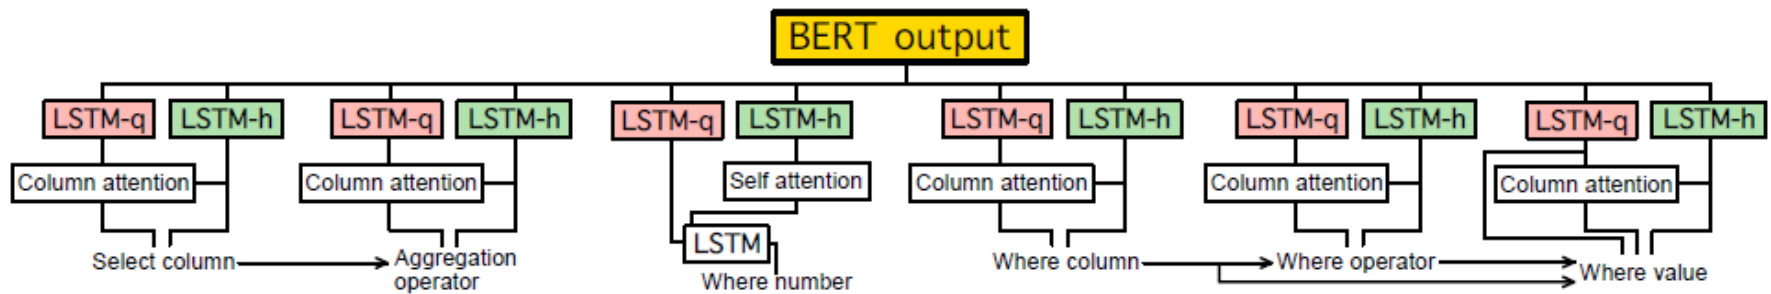 BERT output
LSTM-q LSTM-h LSTM-q LSTM-h LSTM-q LSTM-h LSTM-q LSTM-h LSTM-q LSTM-h LSTM-q LSTM-h
Column attention Column attention Self attention Column attention Column attention Column attention
LSTM
Select column Aggregation operator Where number Where column Where operator Where value